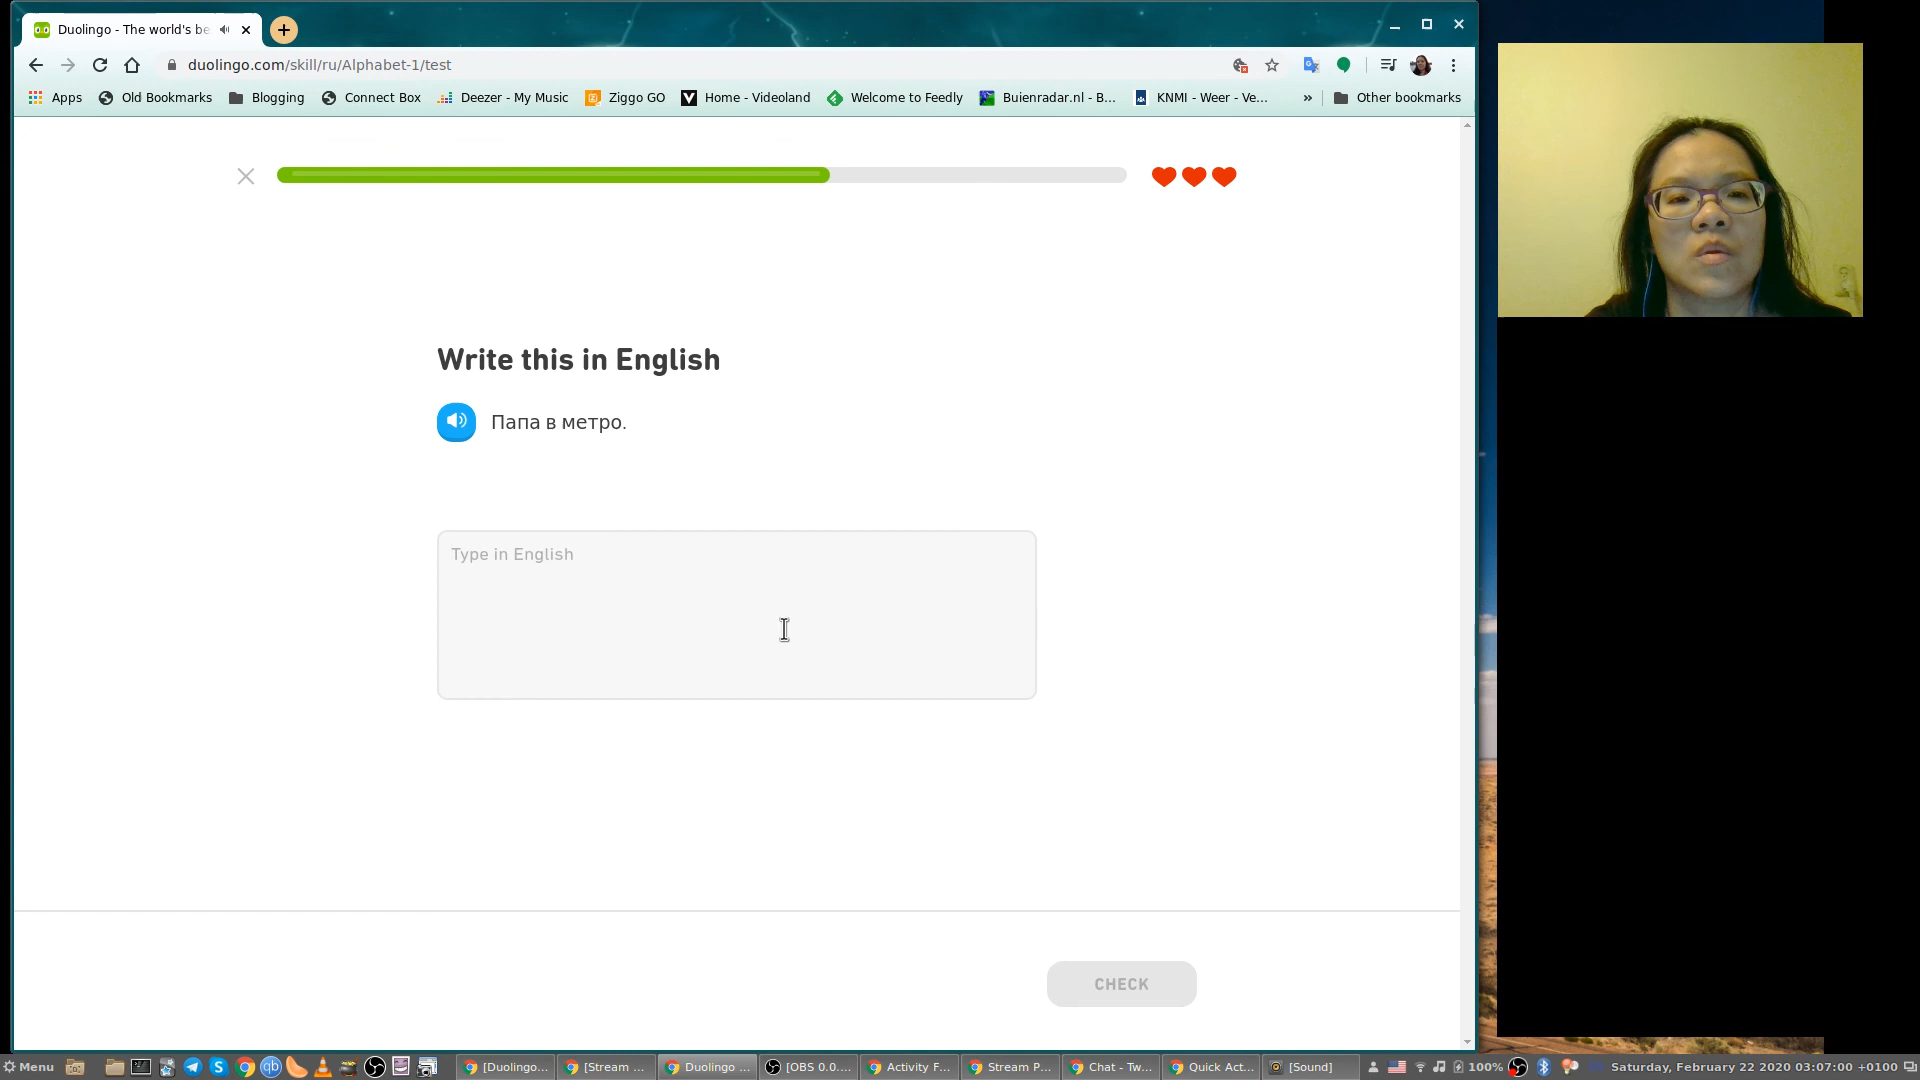 Duolingo - The world's be
duolingo.com/skill/ru/Alphabet-1/test
Apps Old Bookmarks Blogging Connect Box Deezer - My Music Ziggo GO Home - Videoland Welcome to Feedly Buienradar.nl - B... KNMI - Weer - Ve... » Other bookmarks
Write this in English
Папа в метро.
Type in English
CHECK
Menu [Duolingo... [Stream ... Duolingo ... [OBS 0.0.... Activity F... Stream P... Chat - Tw... Quick Act... [Sound] 100% Saturday, February 22 2020 03:07:00 +0100